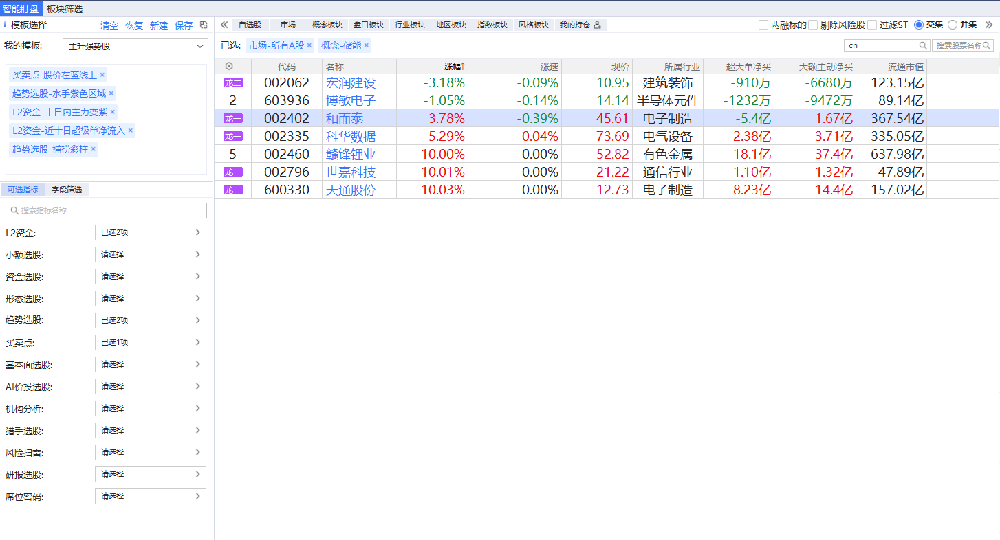 智能盯盘 板块筛选
模板选择 清空 恢复 新建 保存
我的模板: 主升强势股
买卖点-股价在蓝线上 ×
趋势选股-水手紫色区域 ×
L2资金-十日内主力变紫 ×
L2资金-近十日超级单净流入 ×
趋势选股-捕捞彩柱 ×
可选指标 字段筛选
搜索指标名称
L2资金: 已选2项
小额选股: 请选择
资金选股: 请选择
形态选股: 请选择
趋势选股: 已选2项
买卖点: 已选1项
基本面选股: 请选择
AI价投选股: 请选择
机构分析: 请选择
猎手选股: 请选择
风险扫雷: 请选择
研报选股: 请选择
席位密码: 请选择
自选股 市场 概念板块 盘口板块 行业板块 地区板块 指数板块 风格板块 我的持仓 两融标的 剔除风险股 过滤ST 交集 并集
已选: 市场-所有A股 × 概念-储能 × cn 搜索股票名称
代码 名称 涨幅↑ 涨速 现价 所属行业 超大单净买 大额主动净买 流通市值
龙二 002062 宏润建设 -3.18% -0.09% 10.95 建筑装饰 -910万 -6680万 123.15亿
2 603936 博敏电子 -1.05% -0.14% 14.14 半导体元件 -1232万 -9472万 89.14亿
龙一 002402 和而泰 3.78% -0.39% 45.61 电子制造 -5.4亿 1.67亿 367.54亿
龙一 002335 科华数据 5.29% 0.04% 73.69 电气设备 2.38亿 3.71亿 335.05亿
5 002460 赣锋锂业 10.00% 0.00% 52.82 有色金属 18.1亿 37.4亿 637.98亿
龙一 002796 世嘉科技 10.01% 0.00% 21.22 通信行业 1.10亿 1.32亿 47.89亿
龙一 600330 天通股份 10.03% 0.00% 12.73 电子制造 8.23亿 14.4亿 157.02亿